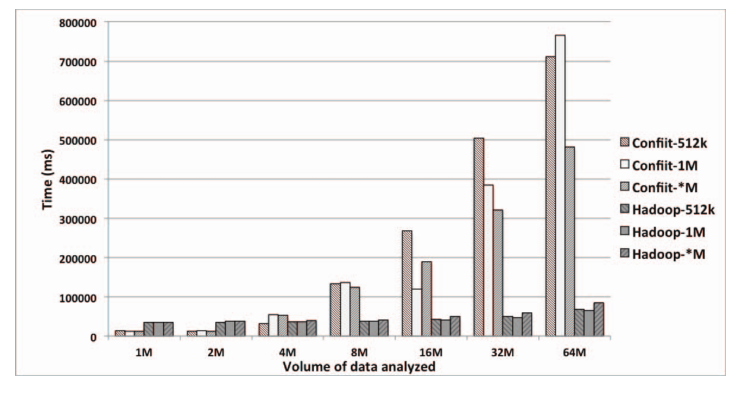 800000
700000
600000
500000
400000
300000
200000
100000
0
Time (ms)
1M 2M 4M 8M 16M 32M 64M
Volume of data analyzed
Confiit-512k
Confiit-1M
Confiit-*M
Hadoop-512k
Hadoop-1M
Hadoop-*M